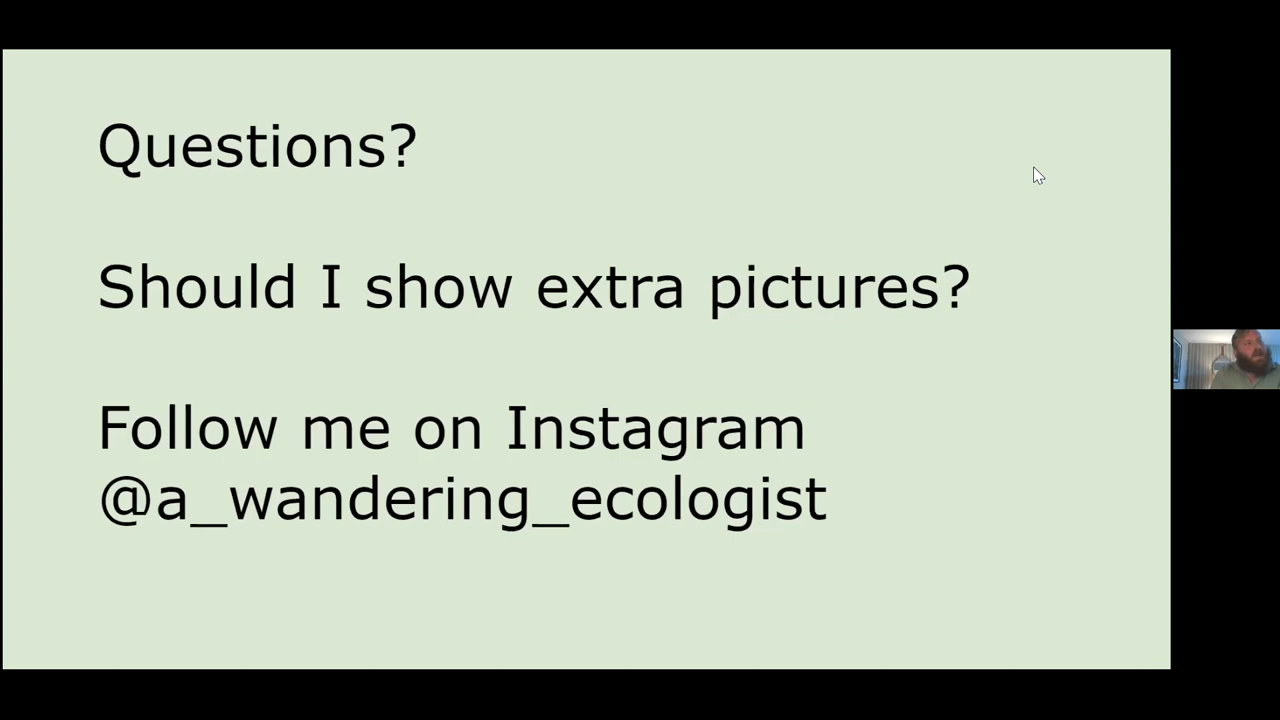 Questions?
Should I show extra pictures?
Follow me on Instagram
@a_wandering_ecologist